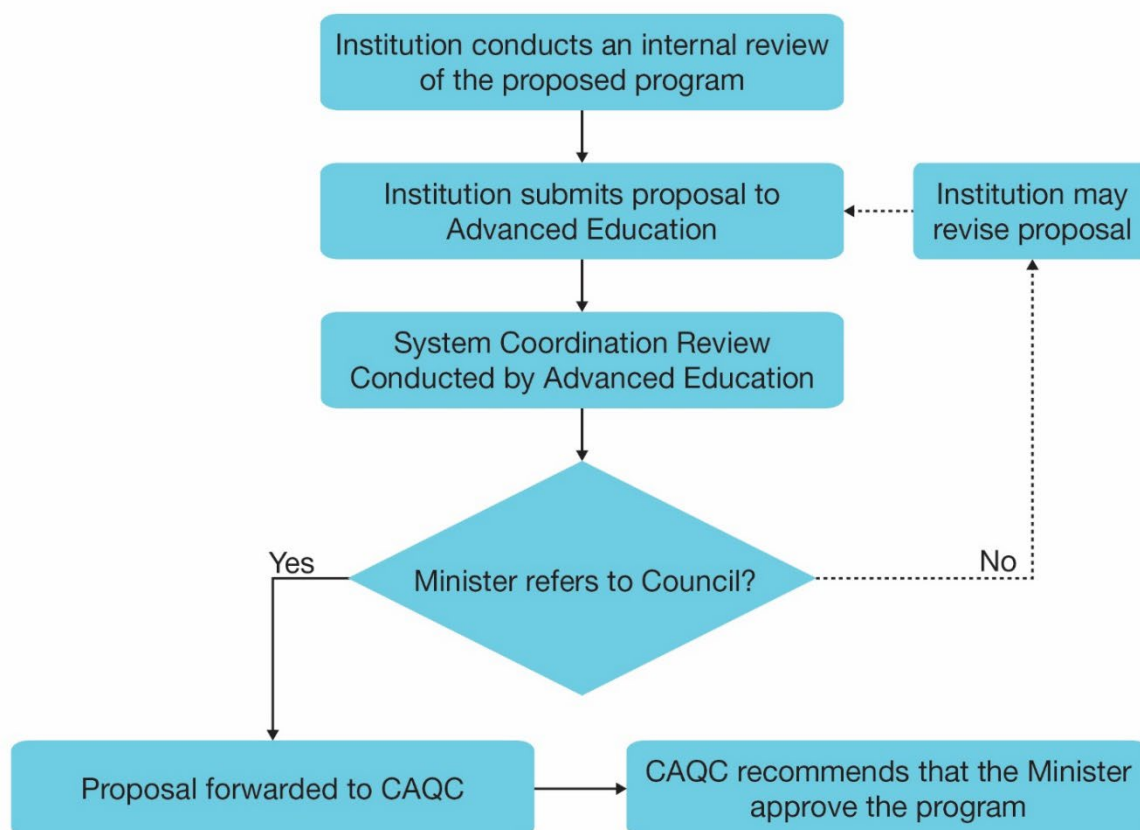 Institution conducts an internal review
of the proposed program
Institution submits proposal to
Advanced Education
Institution may
revise proposal
System Coordination Review
Conducted by Advanced Education
Yes
Minister refers to Council?
No
Proposal forwarded to CAQC
CAQC recommends that the Minister
approve the program